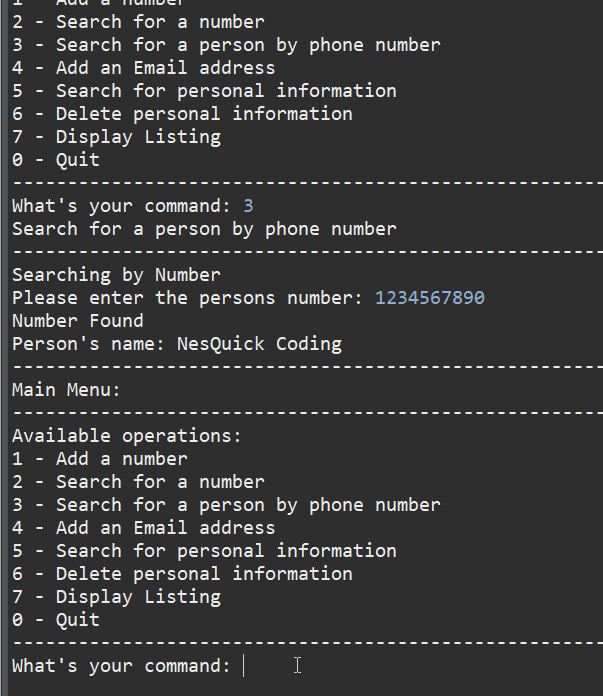 1 - Add a number
2 - Search for a number
3 - Search for a person by phone number
4 - Add an Email address
5 - Search for personal information
6 - Delete personal information
7 - Display Listing
0 - Quit
------------------------------------------------------
What's your command: 3
Search for a person by phone number
------------------------------------------------------
Searching by Number
Please enter the persons number: 1234567890
Number Found
Person's name: NesQuick Coding
------------------------------------------------------
Main Menu:
------------------------------------------------------
Available operations:
1 - Add a number
2 - Search for a number
3 - Search for a person by phone number
4 - Add an Email address
5 - Search for personal information
6 - Delete personal information
7 - Display Listing
0 - Quit
------------------------------------------------------
What's your command: